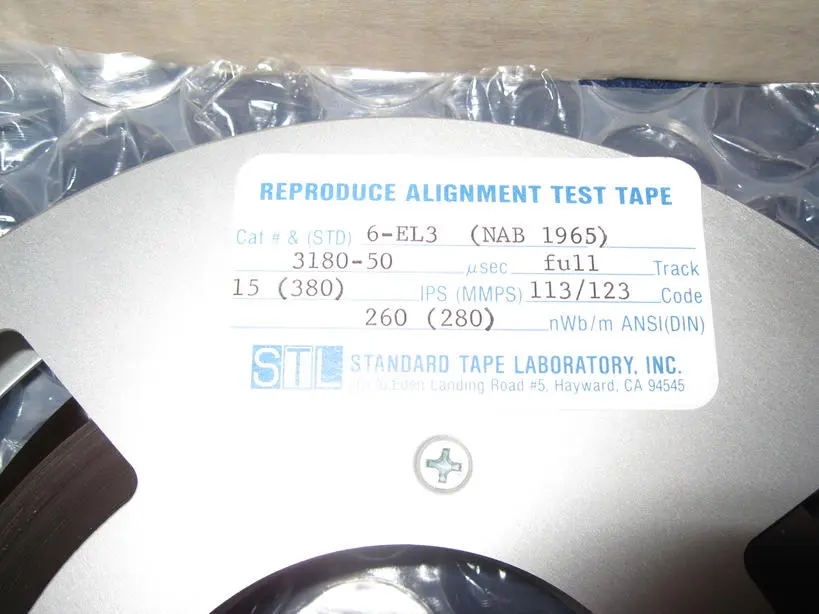 REPRODUCE ALIGNMENT TEST TAPE
Cat # & (STD) 6-EL3 (NAB 1965)
3180-50 μsec full Track
15 (380) IPS (MMPS) 113/123 Code
260 (280) nWb/m ANSI(DIN)
STL STANDARD TAPE LABORATORY, INC.
Eden Landing Road #5, Hayward, CA 94545